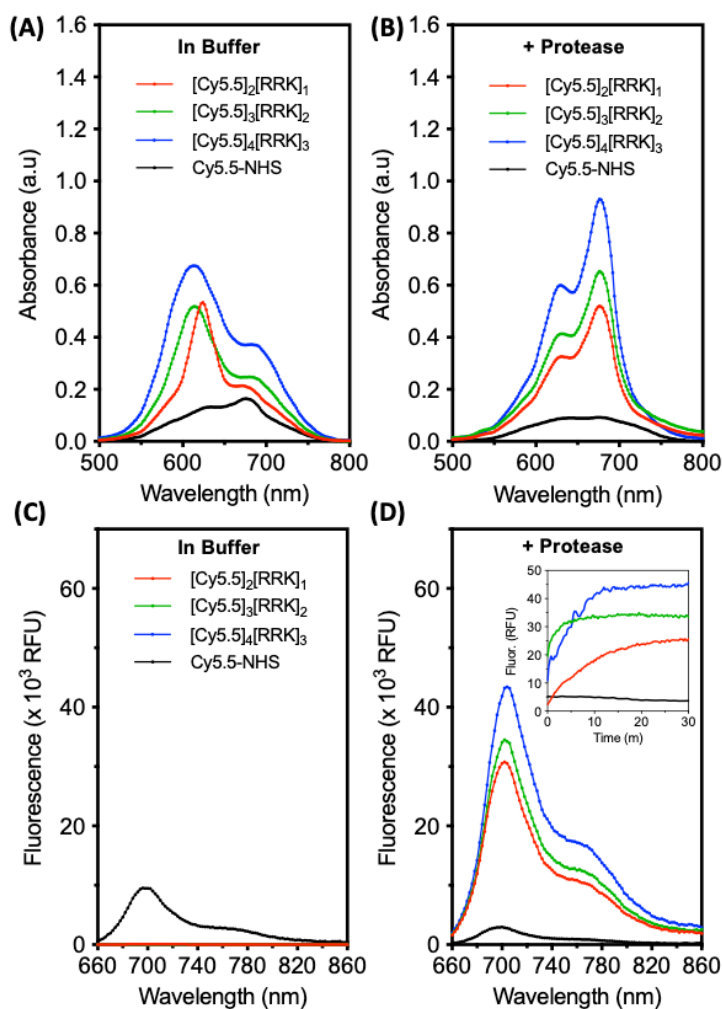 (A)
In Buffer
[Cy5.5]₂[RRK]₁
[Cy5.5]₃[RRK]₂
[Cy5.5]₄[RRK]₃
Cy5.5-NHS
1.6
1.4
1.2
1.0
0.8
0.6
0.4
0.2
0.0
Absorbance (a.u)
500 600 700 800
Wavelength (nm)
(B)
+ Protease
[Cy5.5]₂[RRK]₁
[Cy5.5]₃[RRK]₂
[Cy5.5]₄[RRK]₃
Cy5.5-NHS
1.6
1.4
1.2
1.0
0.8
0.6
0.4
0.2
0.0
Absorbance (a.u)
500 600 700 800
Wavelength (nm)
(C)
In Buffer
[Cy5.5]₂[RRK]₁
[Cy5.5]₃[RRK]₂
[Cy5.5]₄[RRK]₃
Cy5.5-NHS
60
40
20
0
Fluorescence (x 10³ RFU)
660 700 740 780 820 860
Wavelength (nm)
(D)
+ Protease
50
40
30
20
10
0
Fluor. (RFU)
0 10 20 30
Time (m)
60
40
20
0
Fluorescence (x 10³ RFU)
660 700 740 780 820 860
Wavelength (nm)